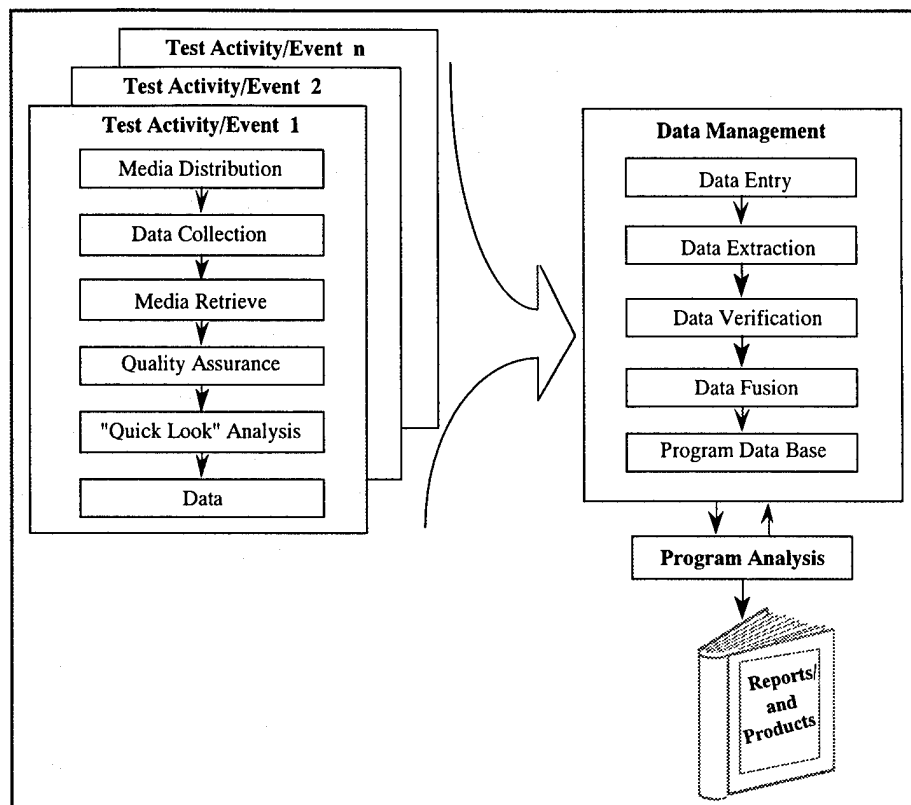 Test Activity/Event n
Test Activity/Event 2
Test Activity/Event 1
Media Distribution
Data Collection
Media Retrieve
Quality Assurance
"Quick Look" Analysis
Data
Data Management
Data Entry
Data Extraction
Data Verification
Data Fusion
Program Data Base
Program Analysis
Reports/
and
Products